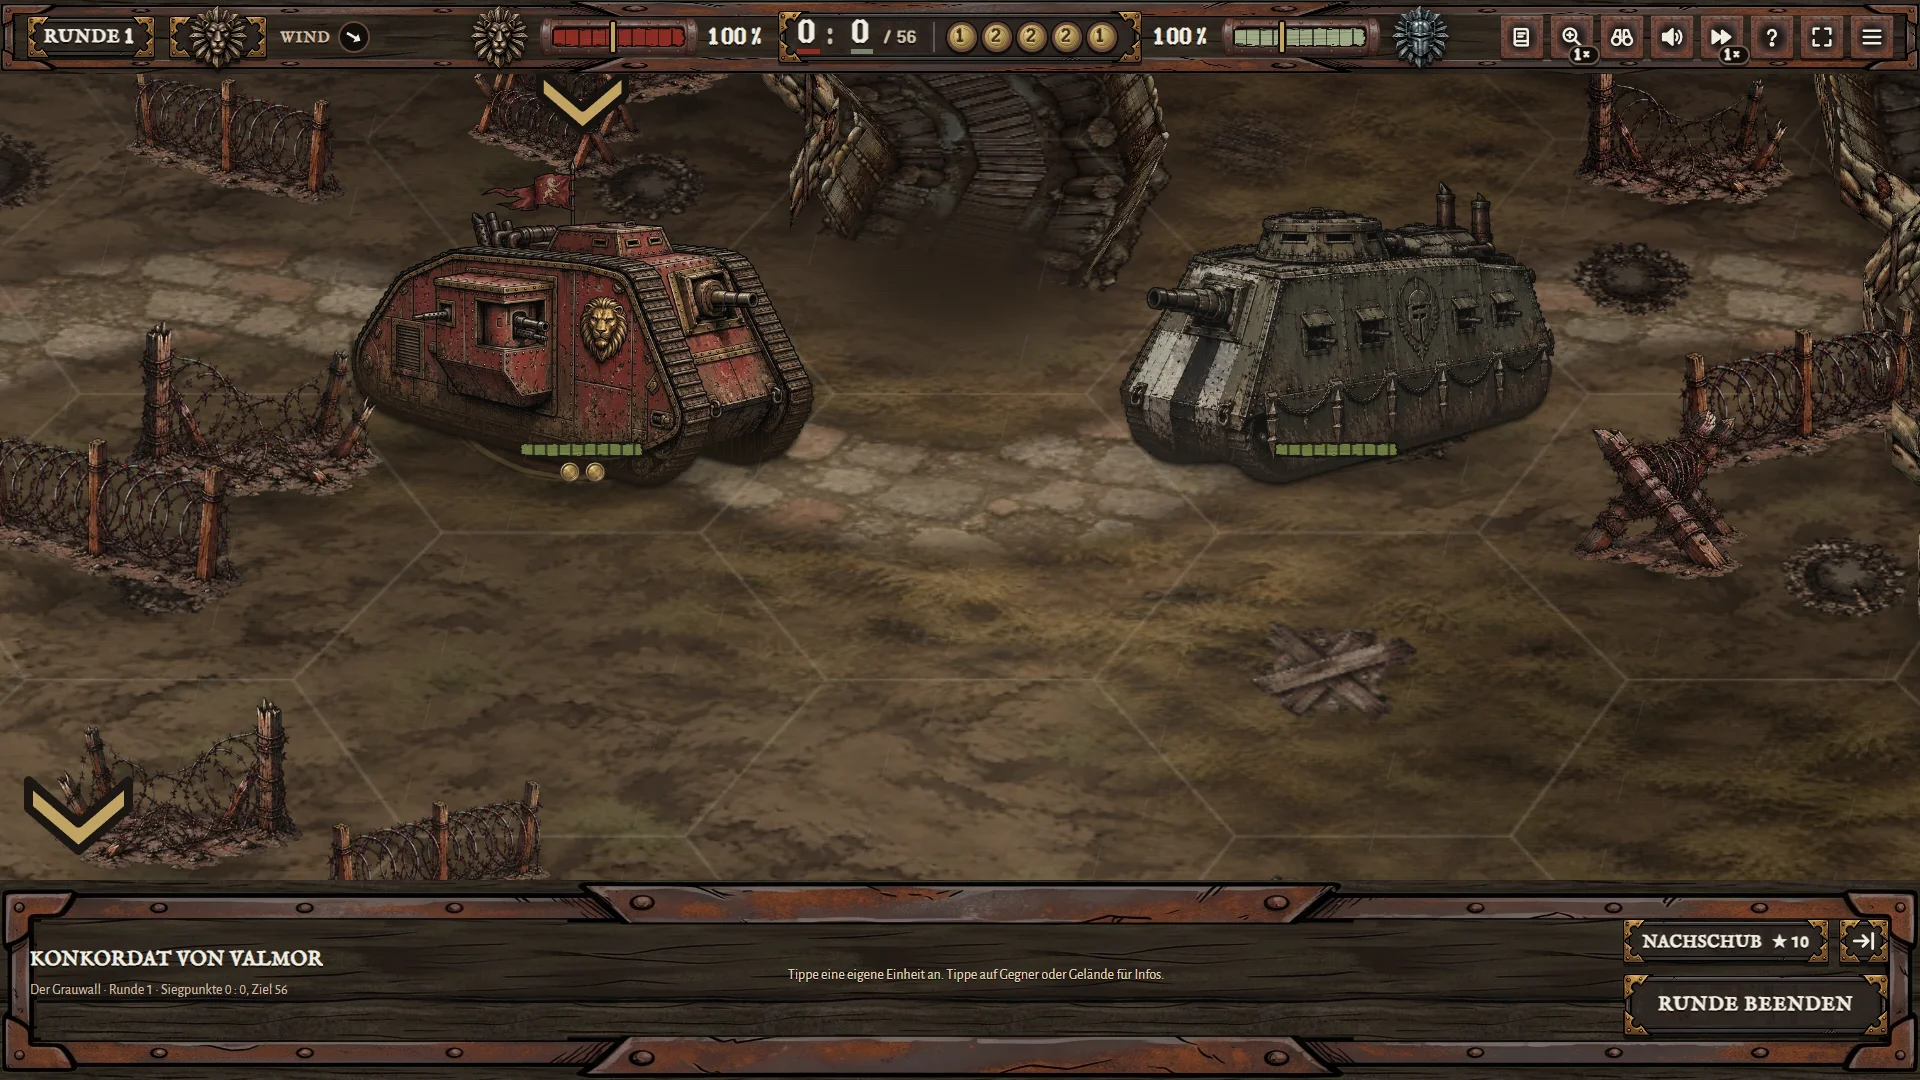 RUNDE 1
WIND
100 %
0 : 0 / 56
1 2 2 2 1
100 %
1×
1×
?
KONKORDAT VON VALMOR
Der Grauwall · Runde 1 · Siegpunkte 0 : 0, Ziel 56
Tippe eine eigene Einheit an. Tippe auf Gegner oder Gelände für Infos.
NACHSCHUB ★ 10
RUNDE BEENDEN